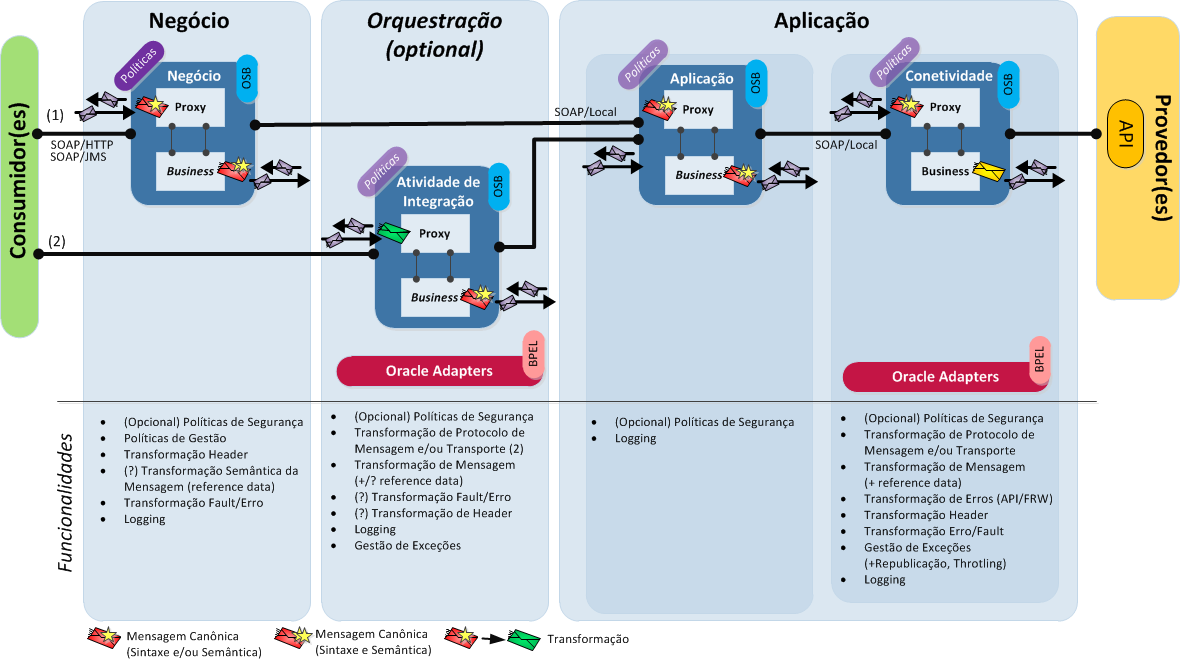 Negócio
Orquestração
(optional)
Aplicação
Consumidor(es)
Provedor(es)
API
(1)
SOAP/HTTP
SOAP/JMS
(2)
Políticas
Negócio
OSB
Proxy
Business
Políticas
Atividade de
Integração
OSB
Proxy
Business
SOAP/Local
Políticas
Aplicação
OSB
Proxy
Business
SOAP/Local
Políticas
Conetividade
OSB
Proxy
Business
Oracle Adapters
BPEL
Oracle Adapters
BPEL
Funcionalidades
• (Opcional) Políticas de Segurança
• Políticas de Gestão
• Transformação Header
• (?) Transformação Semântica da
Mensagem (reference data)
• Transformação Fault/Erro
• Logging
• (Opcional) Políticas de Segurança
• Transformação de Protocolo de
Mensagem e/ou Transporte (2)
• Transformação de Mensagem
(+/? reference data)
• (?) Transformação Fault/Erro
• (?) Transformação de Header
• Logging
• Gestão de Exceções
• (Opcional) Políticas de Segurança
• Logging
• (Opcional) Políticas de Segurança
• Transformação de Protocolo de
Mensagem e/ou Transporte
• Transformação de Mensagem
(+ reference data)
• Transformação de Erros (API/FRW)
• Transformação Header
• Transformação Erro/Fault
• Gestão de Exceções
(+Republicação, Throtling)
• Logging
Mensagem Canônica
(Sintaxe e/ou Semântica)
Mensagem Canônica
(Sintaxe e Semântica)
Transformação